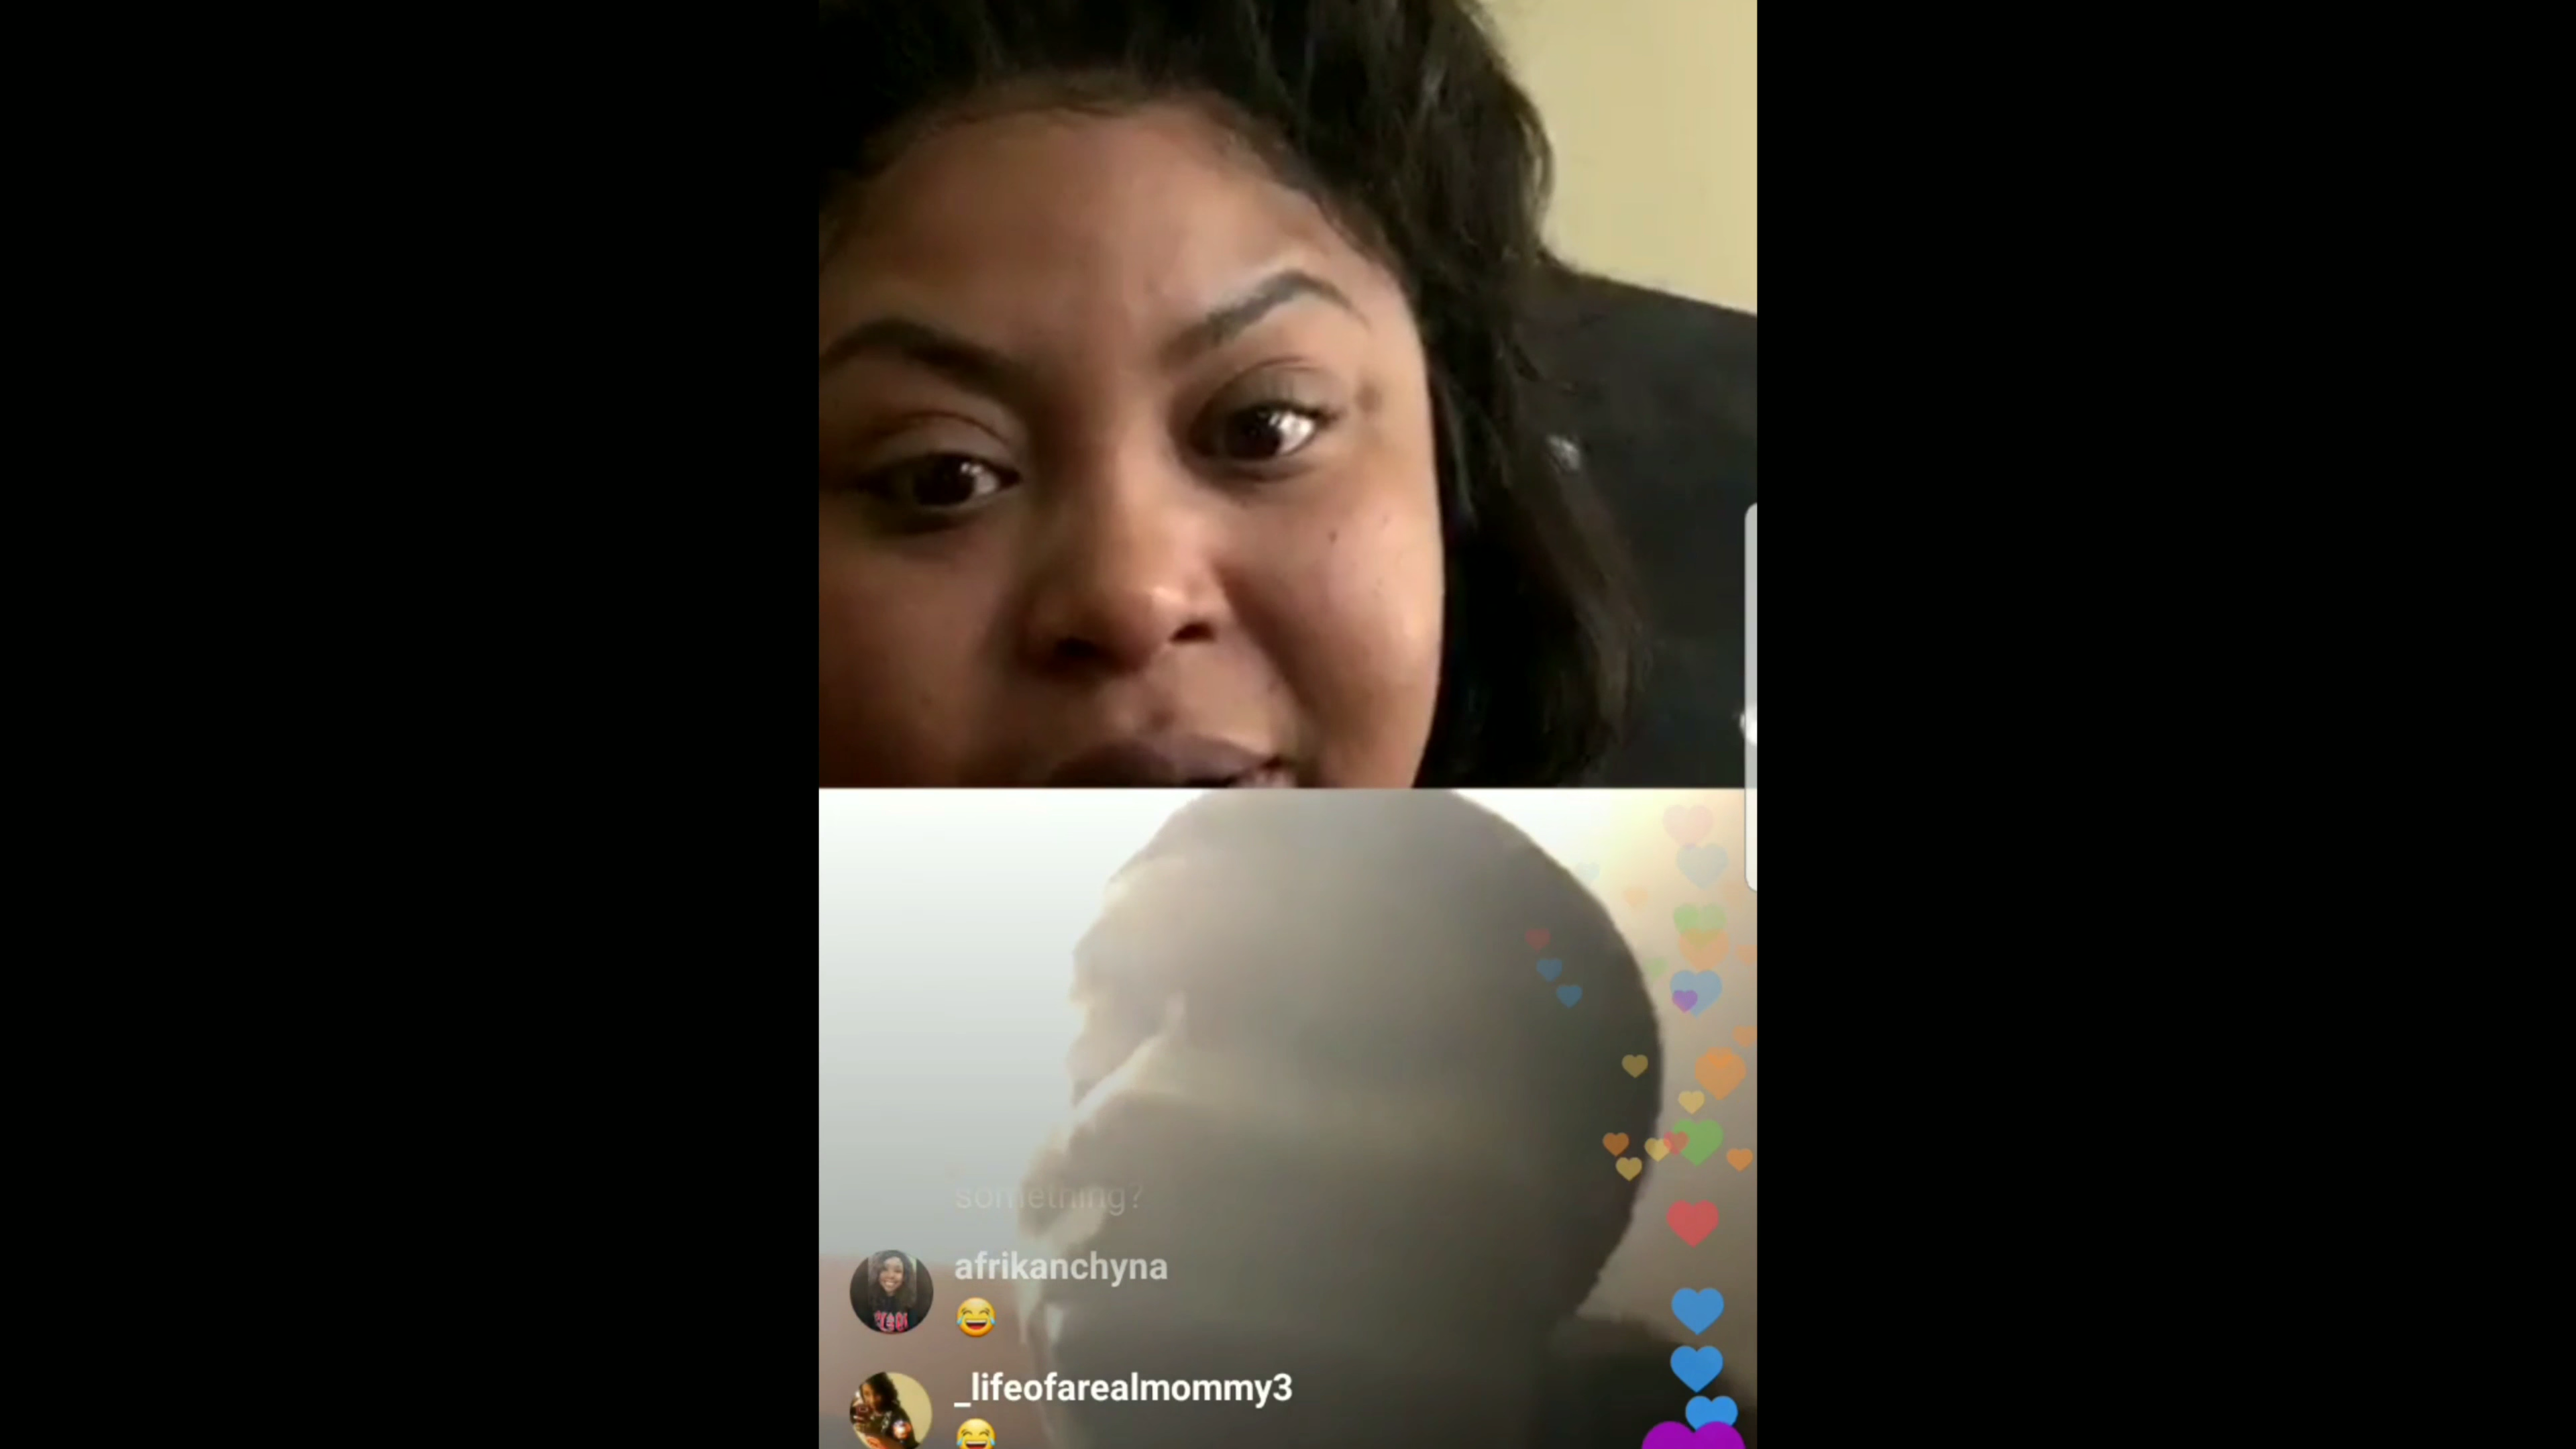 something?
afrikanchyna
😂
_lifeofarealmommy3
😂